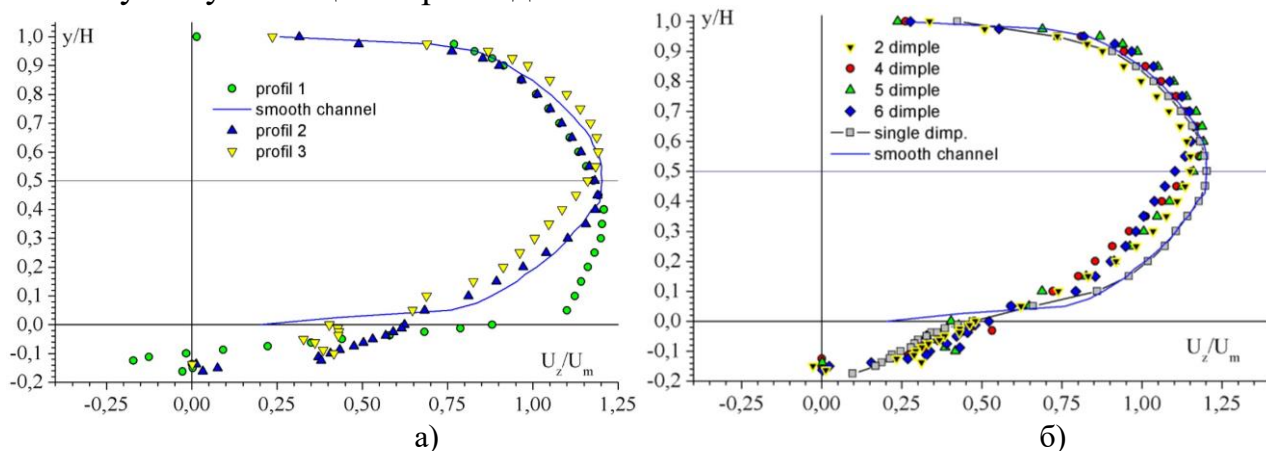 y/H
1,0
0,9
0,8
0,7
0,6
0,5
0,4
0,3
0,2
0,1
0,0
-0,1
-0,2
profil 1
smooth channel
profil 2
profil 3
U_z/U_m
-0,25 0,00 0,25 0,50 0,75 1,00 1,25
а)
y/H
1,0
0,9
0,8
0,7
0,6
0,5
0,4
0,3
0,2
0,1
0,0
-0,1
-0,2
2 dimple
4 dimple
5 dimple
6 dimple
single dimp.
smooth channel
U_z/U_m
-0,25 0,00 0,25 0,50 0,75 1,00 1,25
б)